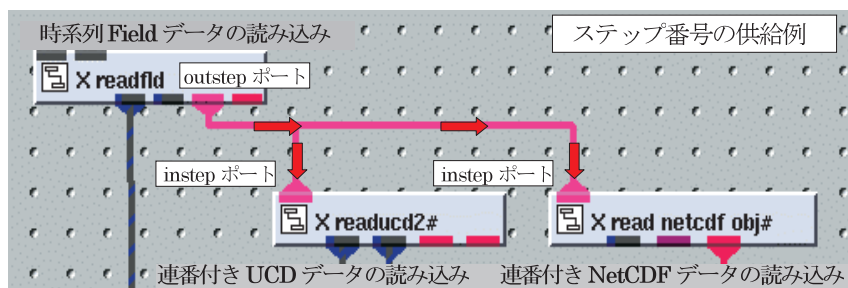 時系列 Field データの読み込み
ステップ番号の供給例
X readfld
outstep ポート
instep ポート
instep ポート
X readucd2#
X read netcdf obj#
連番付き UCD データの読み込み
連番付き NetCDF データの読み込み